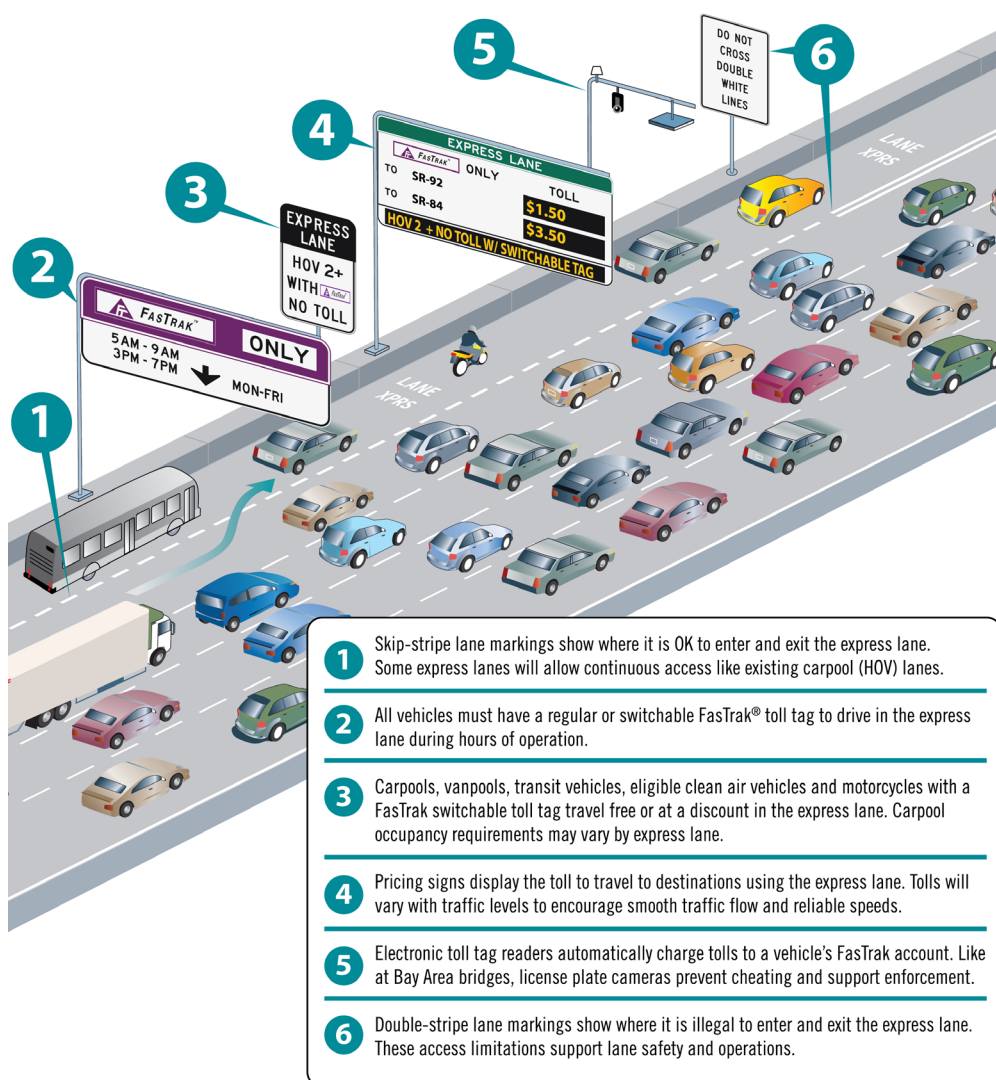 5
6
DO NOT
CROSS
DOUBLE
WHITE
LINES
4
EXPRESS LANE
FASTRAK™ ONLY
TOLL
TO SR-92
$1.50
TO SR-84
$3.50
HOV 2 + NO TOLL W/ SWITCHABLE TAG
LANE
XPRS
3
EXPRESS
LANE
HOV 2+
WITH FasTrak
NO TOLL
2
FASTRAK™
ONLY
5AM - 9AM
3PM - 7PM
MON-FRI
LANE
XPRS
1
1
Skip-stripe lane markings show where it is OK to enter and exit the express lane.
Some express lanes will allow continuous access like existing carpool (HOV) lanes.
2
All vehicles must have a regular or switchable FasTrak® toll tag to drive in the express
lane during hours of operation.
3
Carpools, vanpools, transit vehicles, eligible clean air vehicles and motorcycles with a
FasTrak switchable toll tag travel free or at a discount in the express lane. Carpool
occupancy requirements may vary by express lane.
4
Pricing signs display the toll to travel to destinations using the express lane. Tolls will
vary with traffic levels to encourage smooth traffic flow and reliable speeds.
5
Electronic toll tag readers automatically charge tolls to a vehicle's FasTrak account. Like
at Bay Area bridges, license plate cameras prevent cheating and support enforcement.
6
Double-stripe lane markings show where it is illegal to enter and exit the express lane.
These access limitations support lane safety and operations.